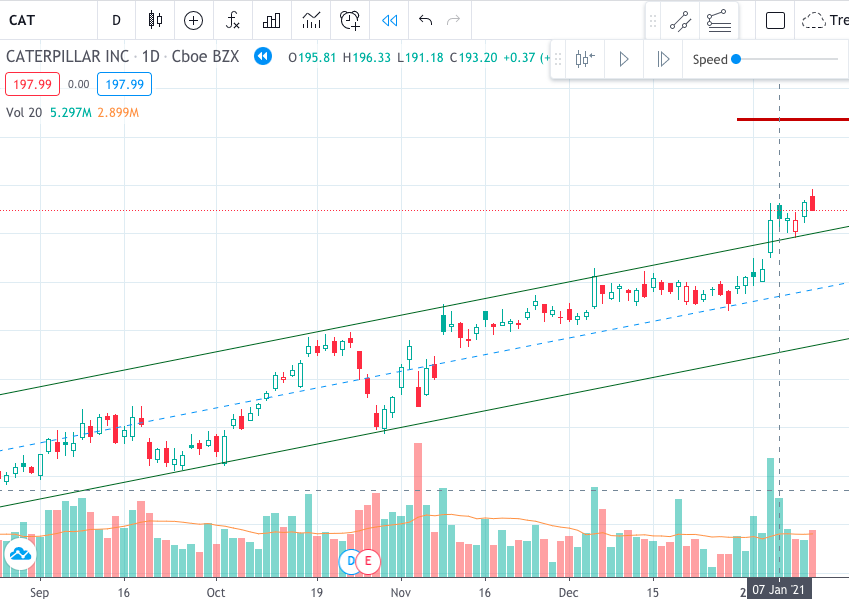 CAT D Tre
CATERPILLAR INC · 1D · Cboe BZX O195.81 H196.33 L191.18 C193.20 +0.37 (+
Speed
197.99 0.00 197.99
Vol 20 5.297M 2.899M
D E
Sep 16 Oct 19 Nov 16 Dec 15 2 07 Jan '21